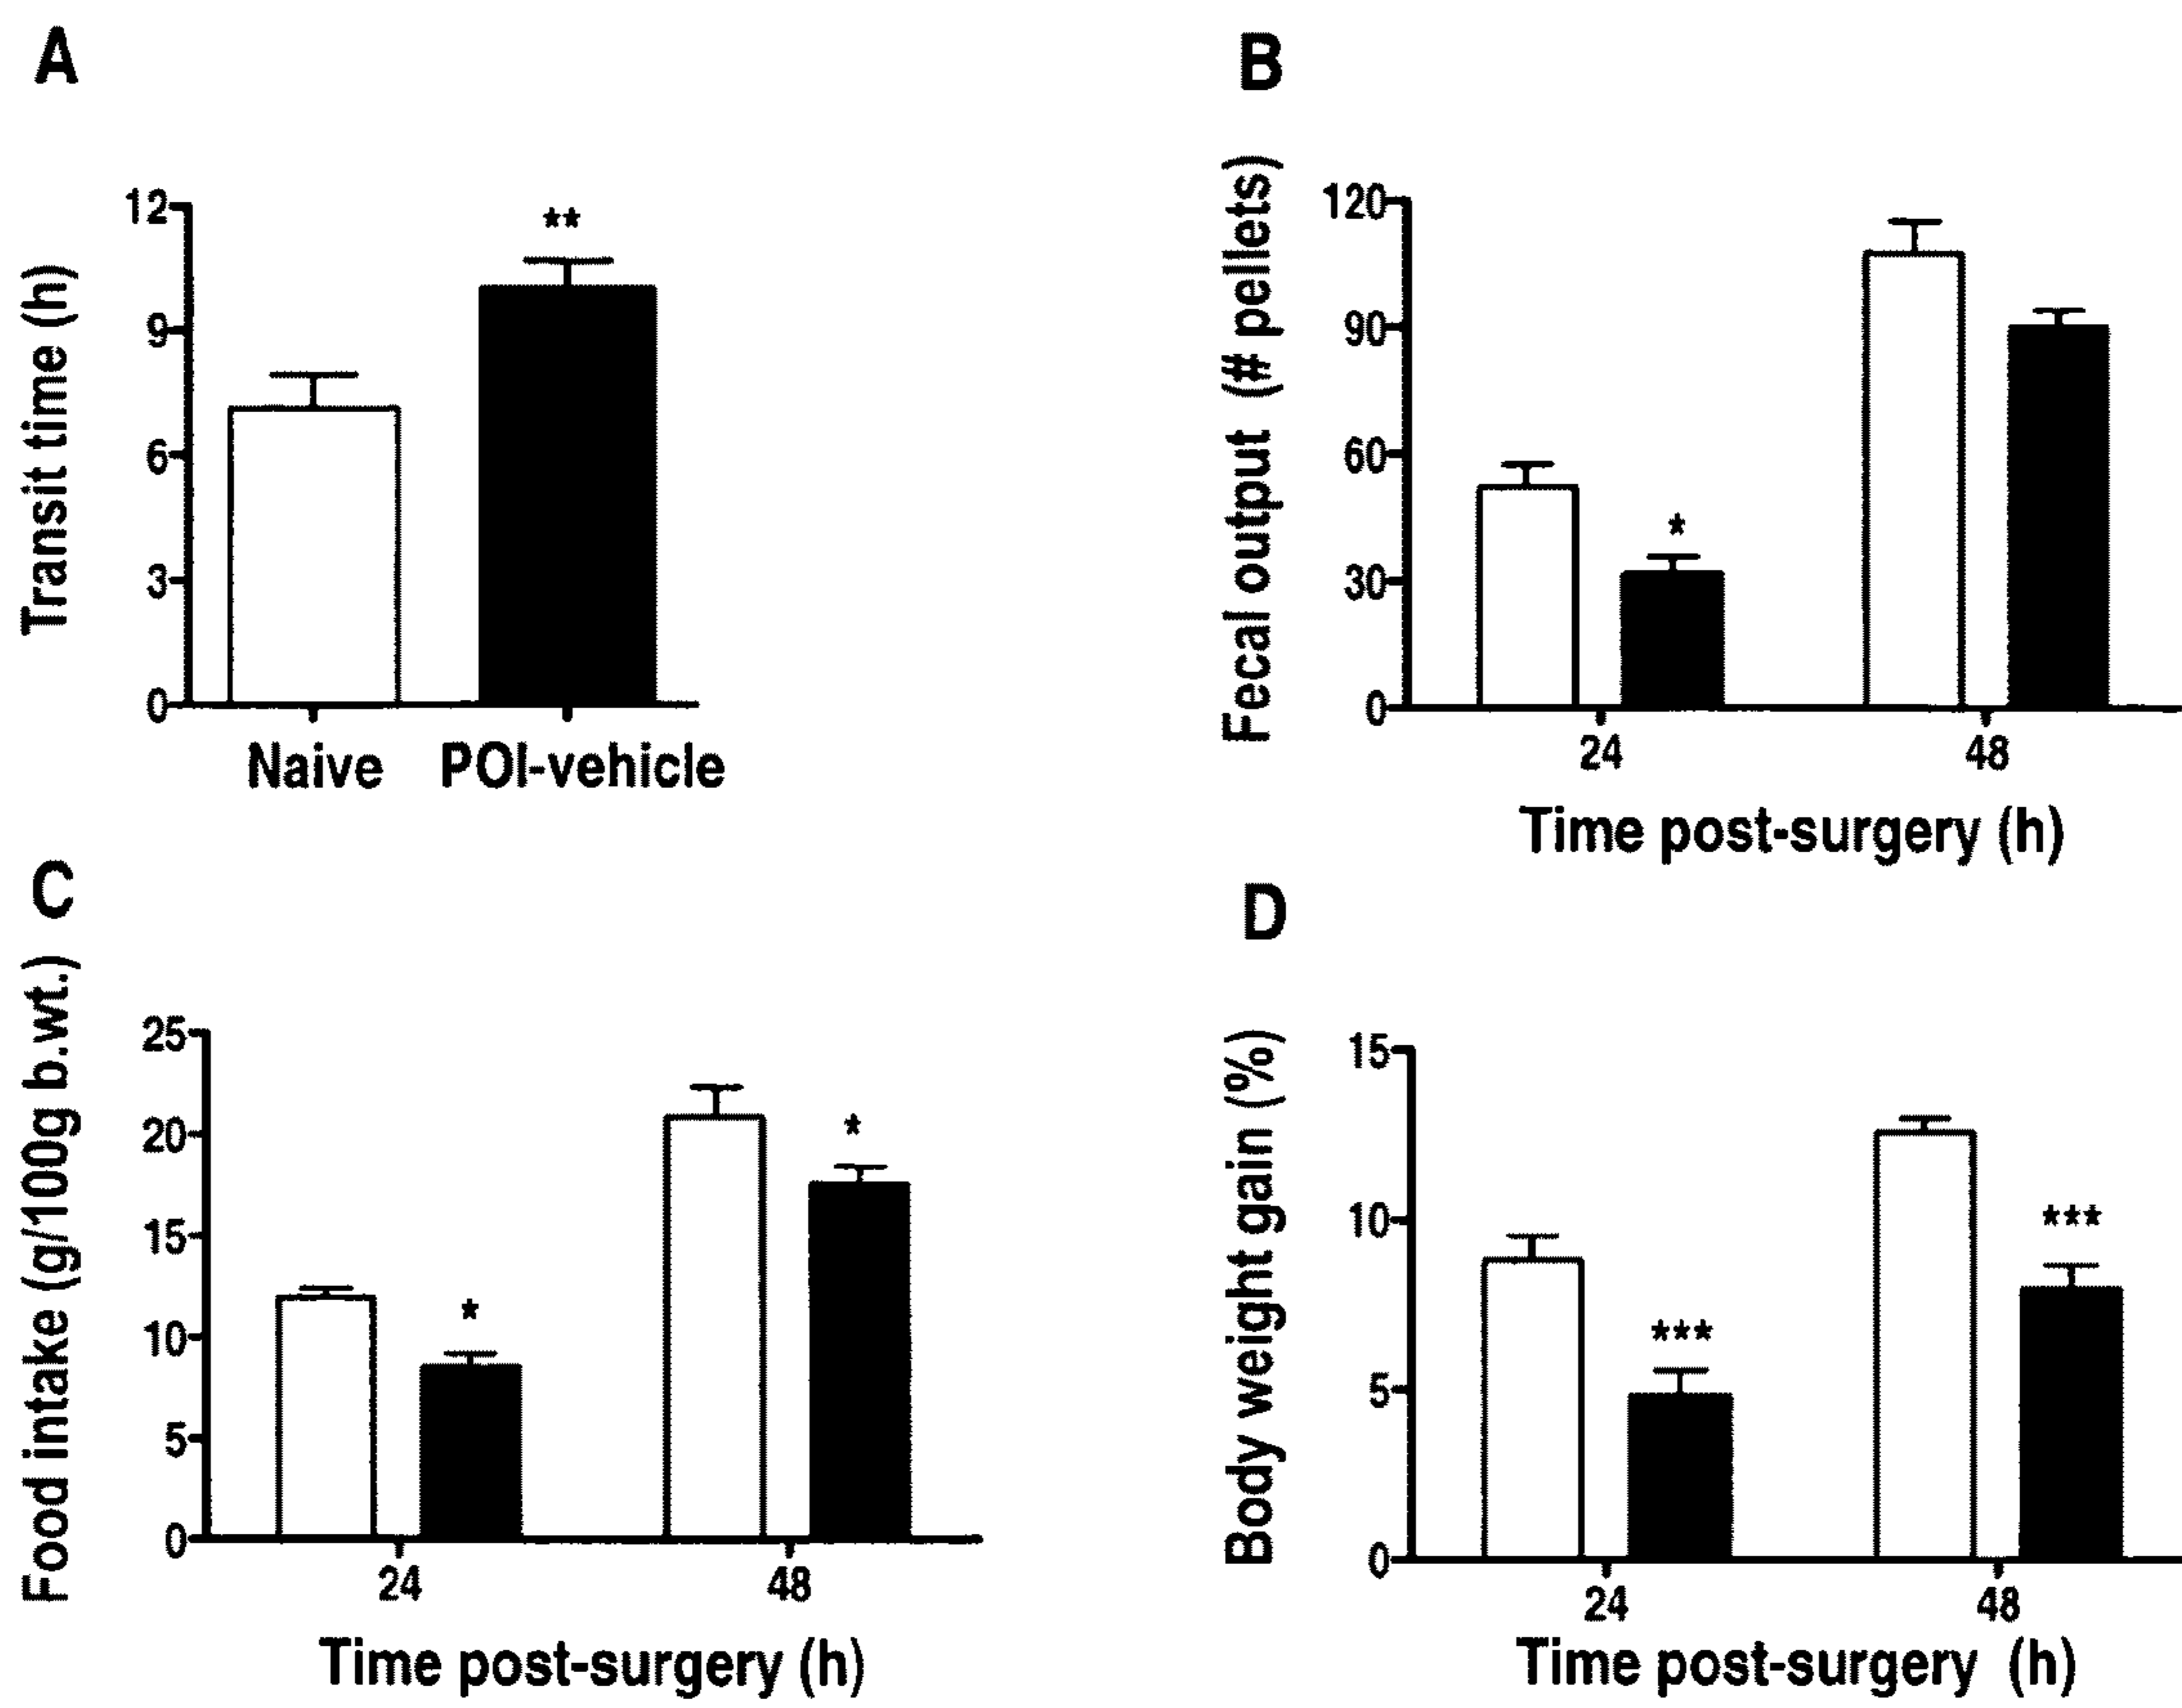 A
Transit time (h)
12
9
6
3
0
**
Naive POI-vehicle
B
Fecal output (# pellets)
120
90
60
30
0
*
24 48
Time post-surgery (h)
C
Food intake (g/100g b.wt.)
25
20
15
10
5
0
*
*
24 48
Time post-surgery (h)
D
Body weight gain (%)
15
10
5
0
***
***
24 48
Time post-surgery (h)